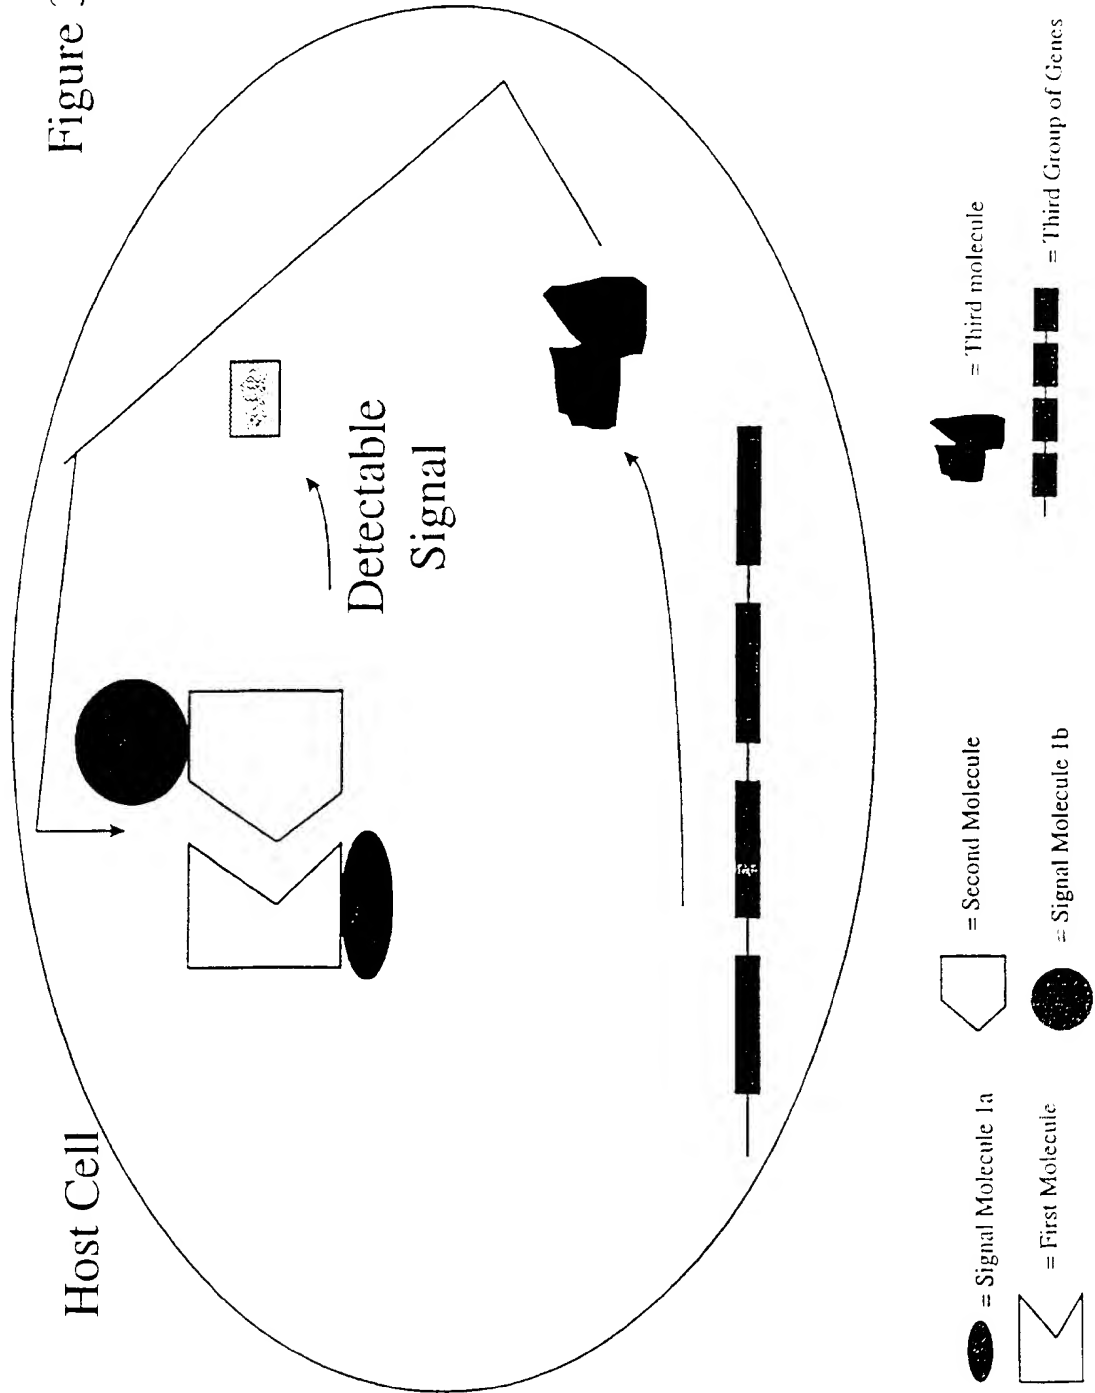 Host Cell
Figure
Detectable
Signal
= Signal Molecule 1a
= Second Molecule
= Third molecule
= First Molecule
= Signal Molecule 1b
= Third Group of Genes